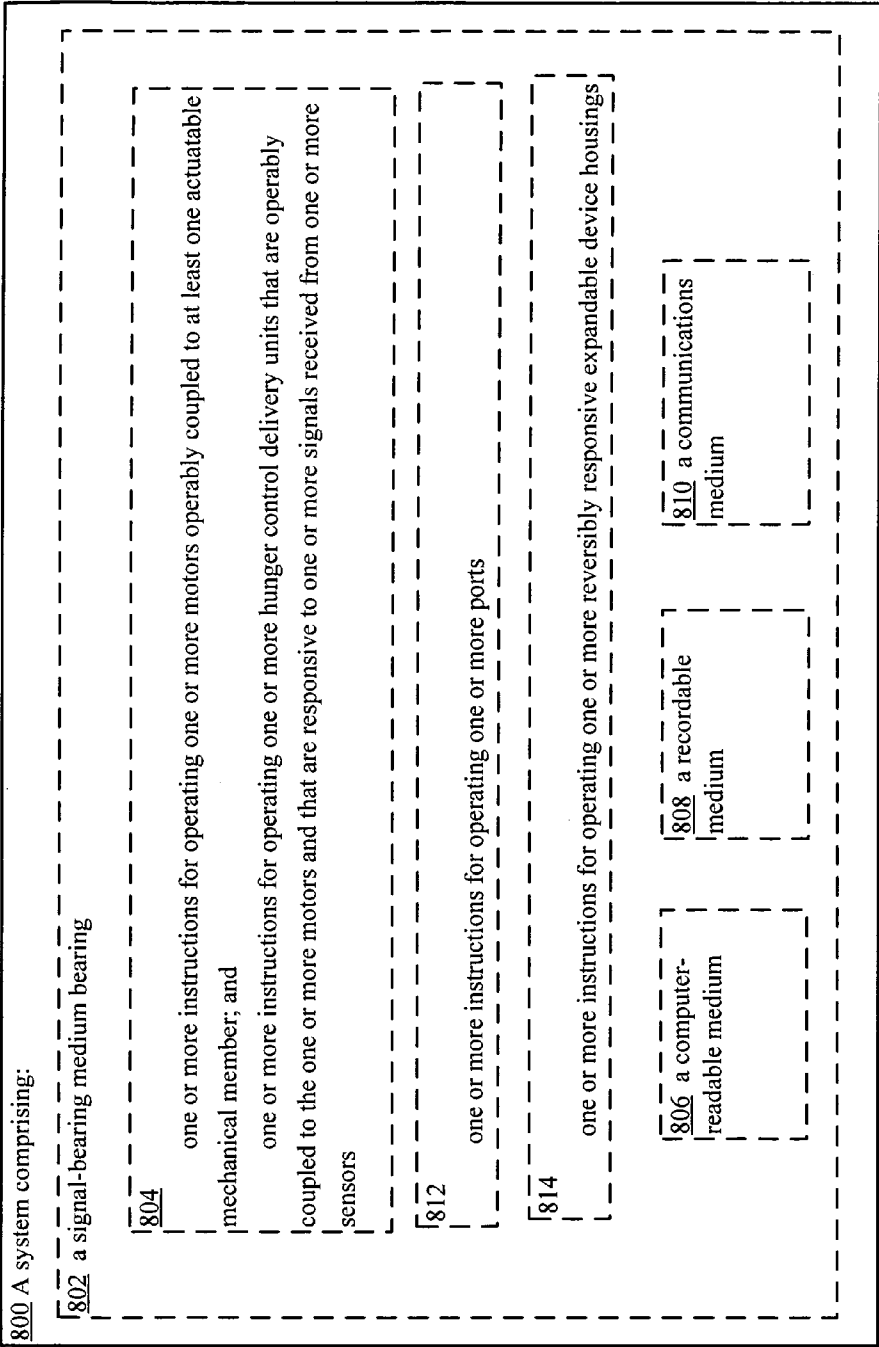 800 A system comprising:
802 a signal-bearing medium bearing
804
one or more instructions for operating one or more motors operably coupled to at least one actuatable
mechanical member; and
one or more instructions for operating one or more hunger control delivery units that are operably
coupled to the one or more motors and that are responsive to one or more signals received from one or more
sensors
812
one or more instructions for operating one or more ports
814
one or more instructions for operating one or more reversibly responsive expandable device housings
806 a computer-
readable medium
808 a recordable
medium
810 a communications
medium